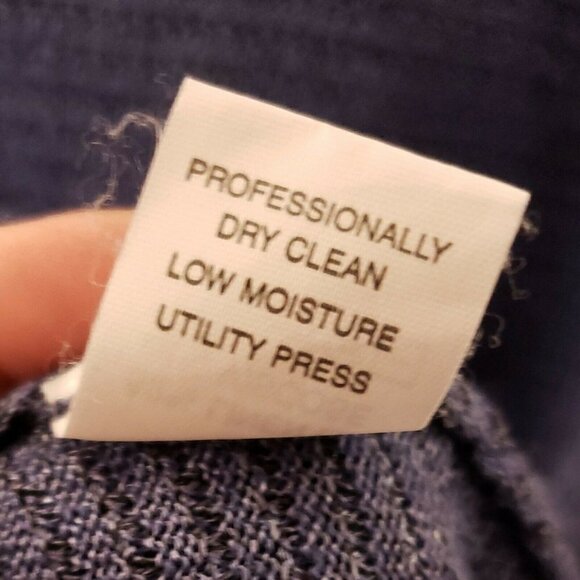 PROFESSIONALLY
DRY CLEAN
LOW MOISTURE
UTILITY PRESS